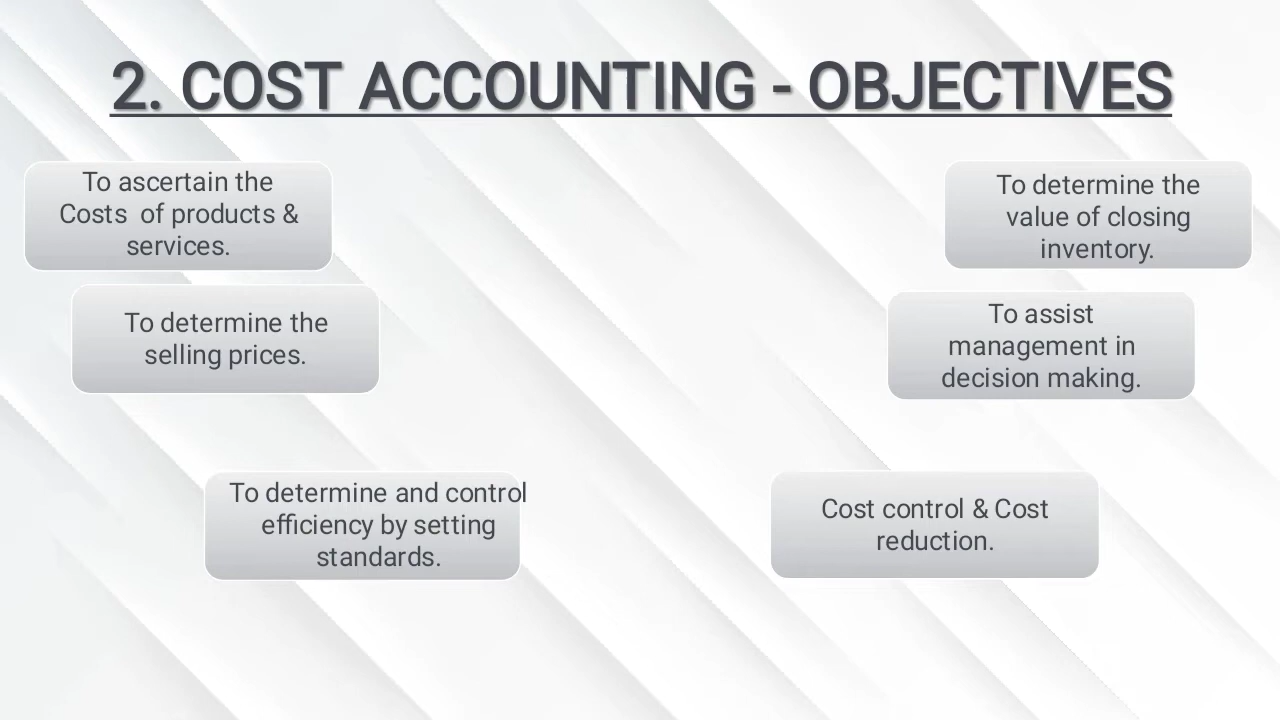 2. COST ACCOUNTING - OBJECTIVES
To ascertain the
Costs  of products &
services.
To determine the
selling prices.
To determine and control
efficiency by setting
standards.
To determine the
value of closing
inventory.
To assist
management in
decision making.
Cost control & Cost
reduction.